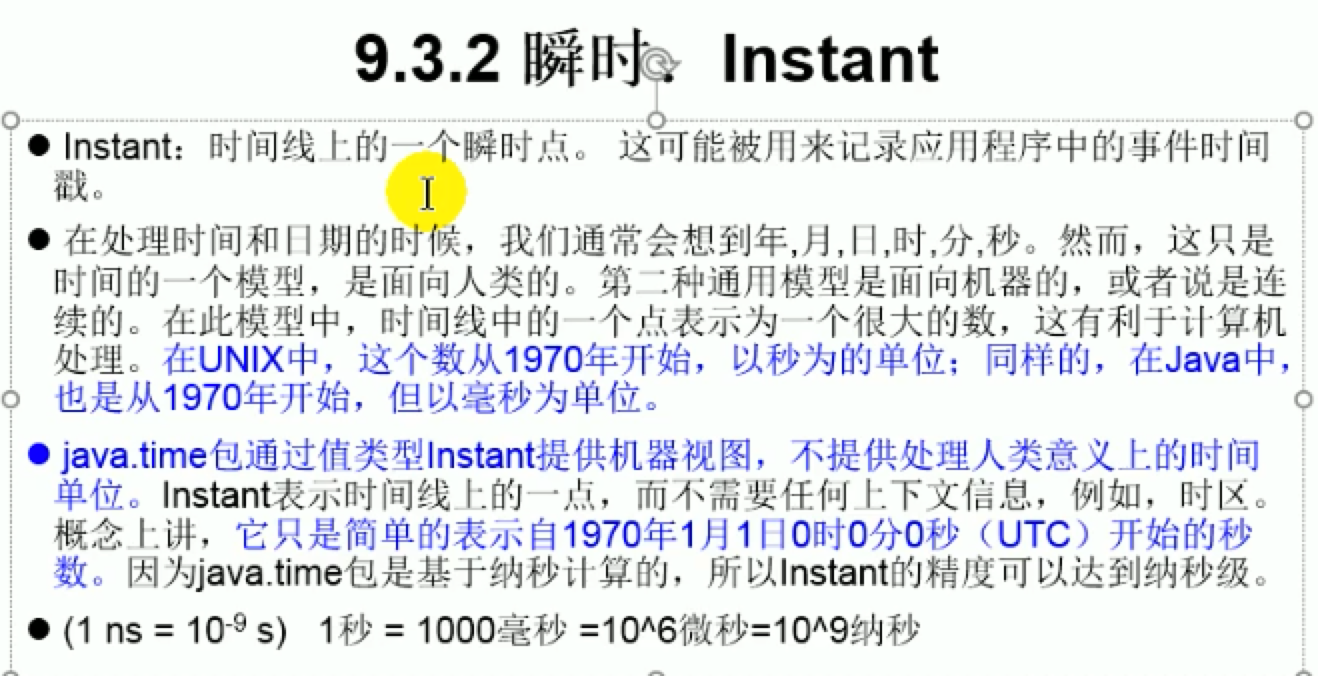 9.3.2 瞬时：Instant
● Instant：时间线上的一个瞬时点。 这可能被用来记录应用程序中的事件时间
戳。
● 在处理时间和日期的时候，我们通常会想到年,月,日,时,分,秒。然而，这只是
时间的一个模型，是面向人类的。第二种通用模型是面向机器的，或者说是连
续的。在此模型中，时间线中的一个点表示为一个很大的数，这有利于计算机
处理。在UNIX中，这个数从1970年开始，以秒为的单位；同样的，在Java中，
也是从1970年开始，但以毫秒为单位。
● java.time包通过值类型Instant提供机器视图，不提供处理人类意义上的时间
单位。Instant表示时间线上的一点，而不需要任何上下文信息，例如，时区。
概念上讲，它只是简单的表示自1970年1月1日0时0分0秒（UTC）开始的秒
数。因为java.time包是基于纳秒计算的，所以Instant的精度可以达到纳秒级。
● (1 ns = 10⁻⁹ s) 1秒 = 1000毫秒 =10^6微秒=10^9纳秒